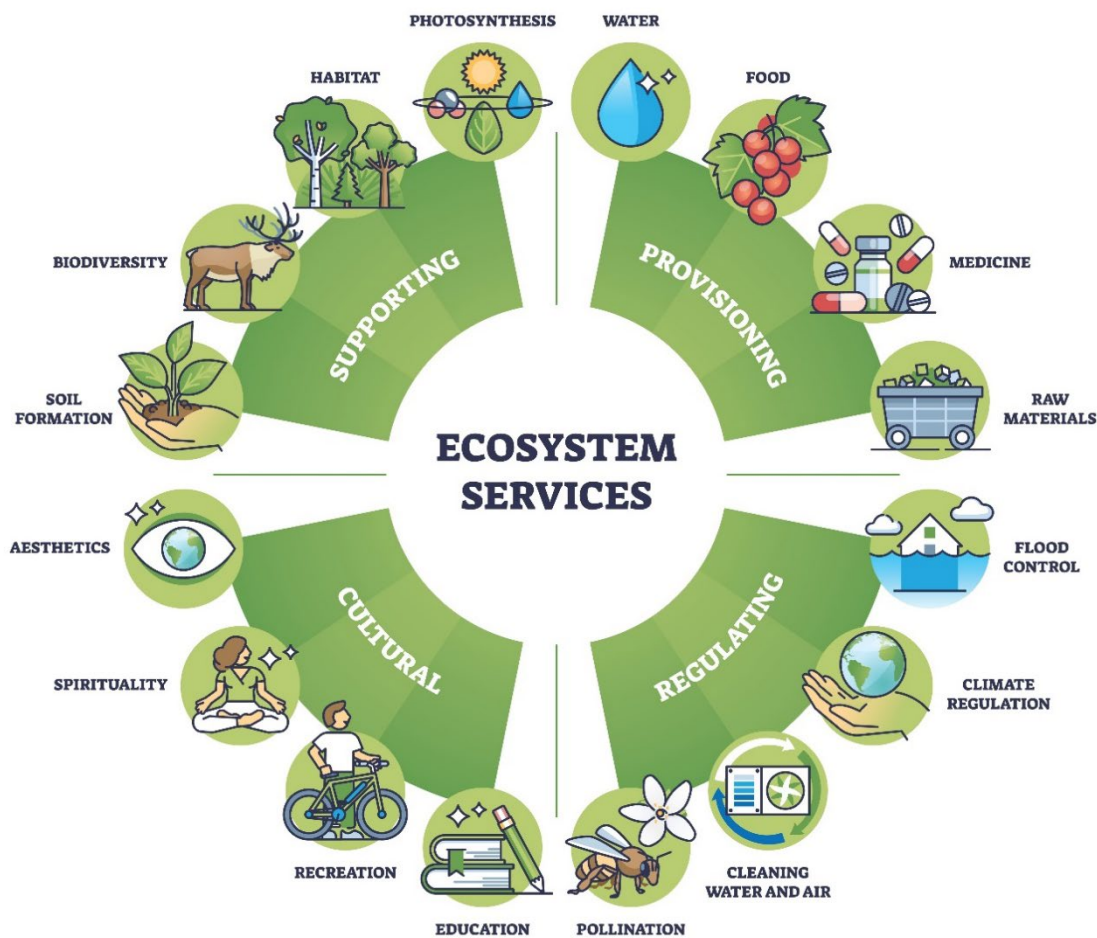 PHOTOSYNTHESIS
WATER
HABITAT
FOOD
BIODIVERSITY
MEDICINE
SOIL
FORMATION
RAW
MATERIALS
SUPPORTING
PROVISIONING
ECOSYSTEM
SERVICES
CULTURAL
REGULATING
AESTHETICS
FLOOD
CONTROL
SPIRITUALITY
CLIMATE
REGULATION
RECREATION
CLEANING
WATER AND AIR
EDUCATION
POLLINATION